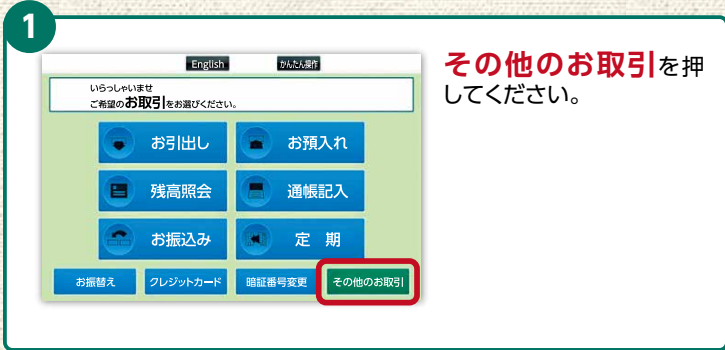 1
English かんたん操作
いらっしゃいませ
ご希望のお取引をお選びください。
お引出し お預入れ
残高照会 通帳記入
お振込み 定 期
お振替え クレジットカード 暗証番号変更 その他のお取引
その他のお取引を押
してください。